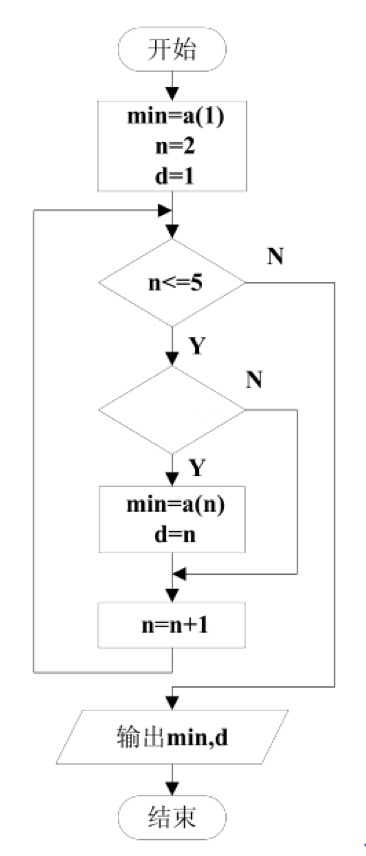 开始
min=a(1)
n=2
d=1
N
n<=5
Y
N
Y
min=a(n)
d=n
n=n+1
输出min,d
结束